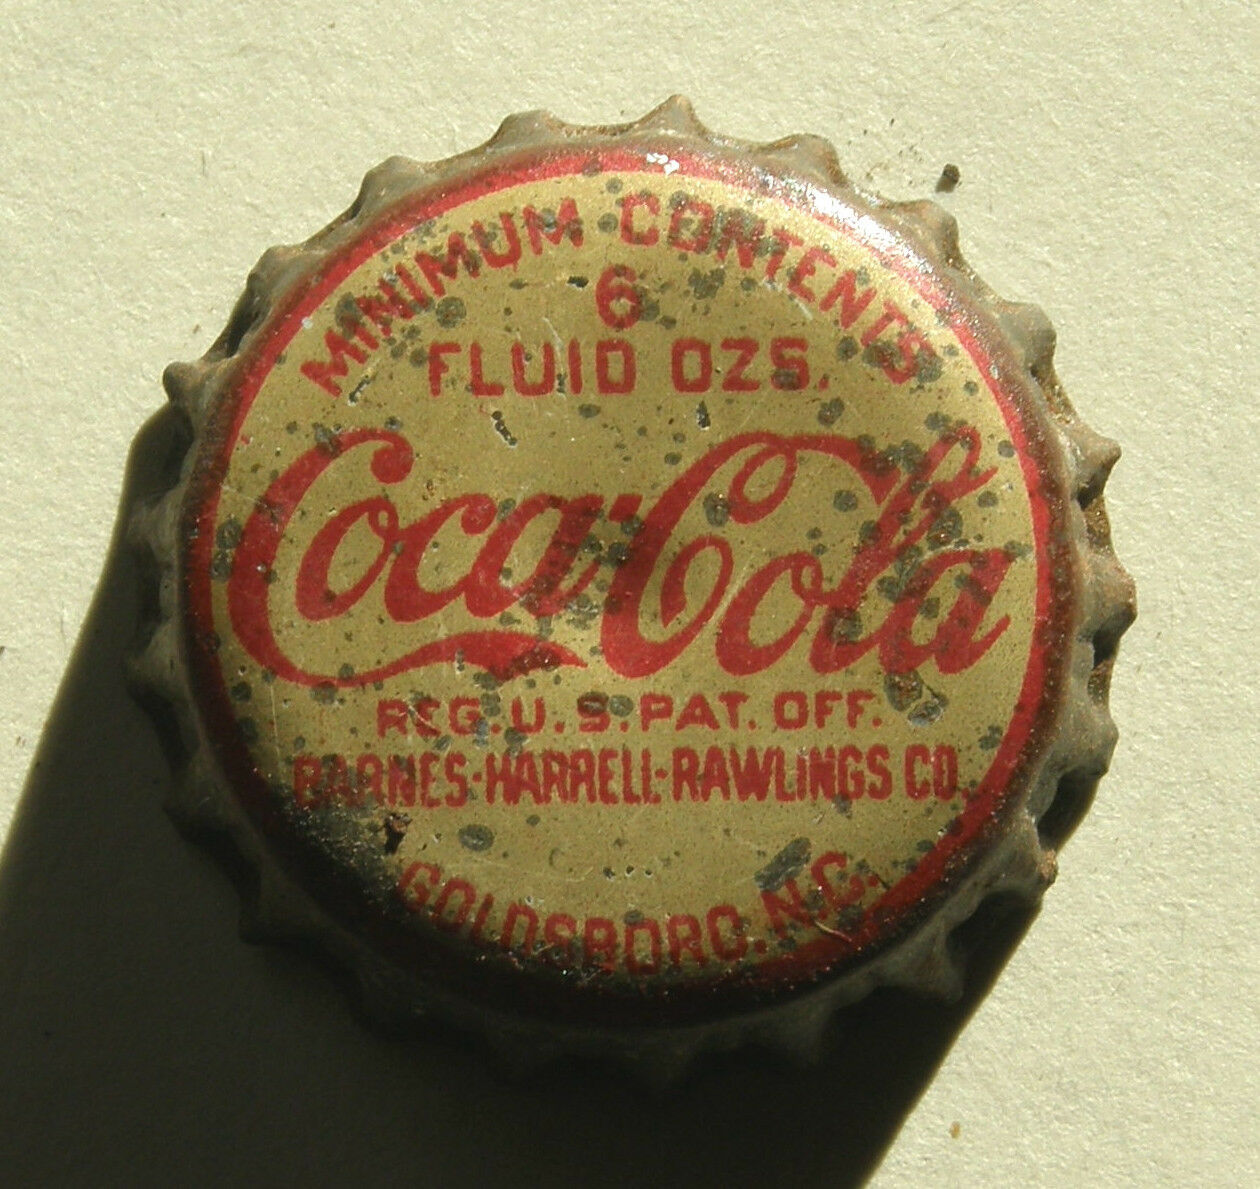 MINIMUM CONTENTS
6
FLUID OZS.
Coca-Cola
REG. U. S. PAT. OFF.
BARNES-HARRELL-RAWLINGS CO.
GOLDSBORO, N.C.